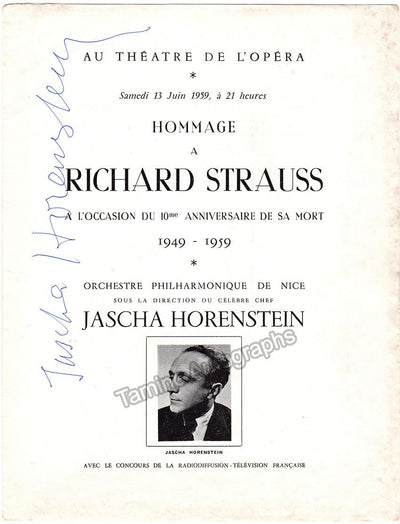 AU THÉATRE DE L'OPÉRA
*
Samedi 13 Juin 1959, à 21 heures
HOMMAGE
A
RICHARD STRAUSS
A L'OCCASION DU 10me ANNIVERSAIRE DE SA MORT
1949 - 1959
*
ORCHESTRE PHILHARMONIQUE DE NICE
SOUS LA DIRECTION DU CÉLÈBRE CHEF
JASCHA HORENSTEIN
JASCHA HORENSTEIN
AVEC LE CONCOURS DE LA RADIODIFFUSION-TÉLÉVISION FRANÇAISE
Jascha Horenstein
Tamino Autographs